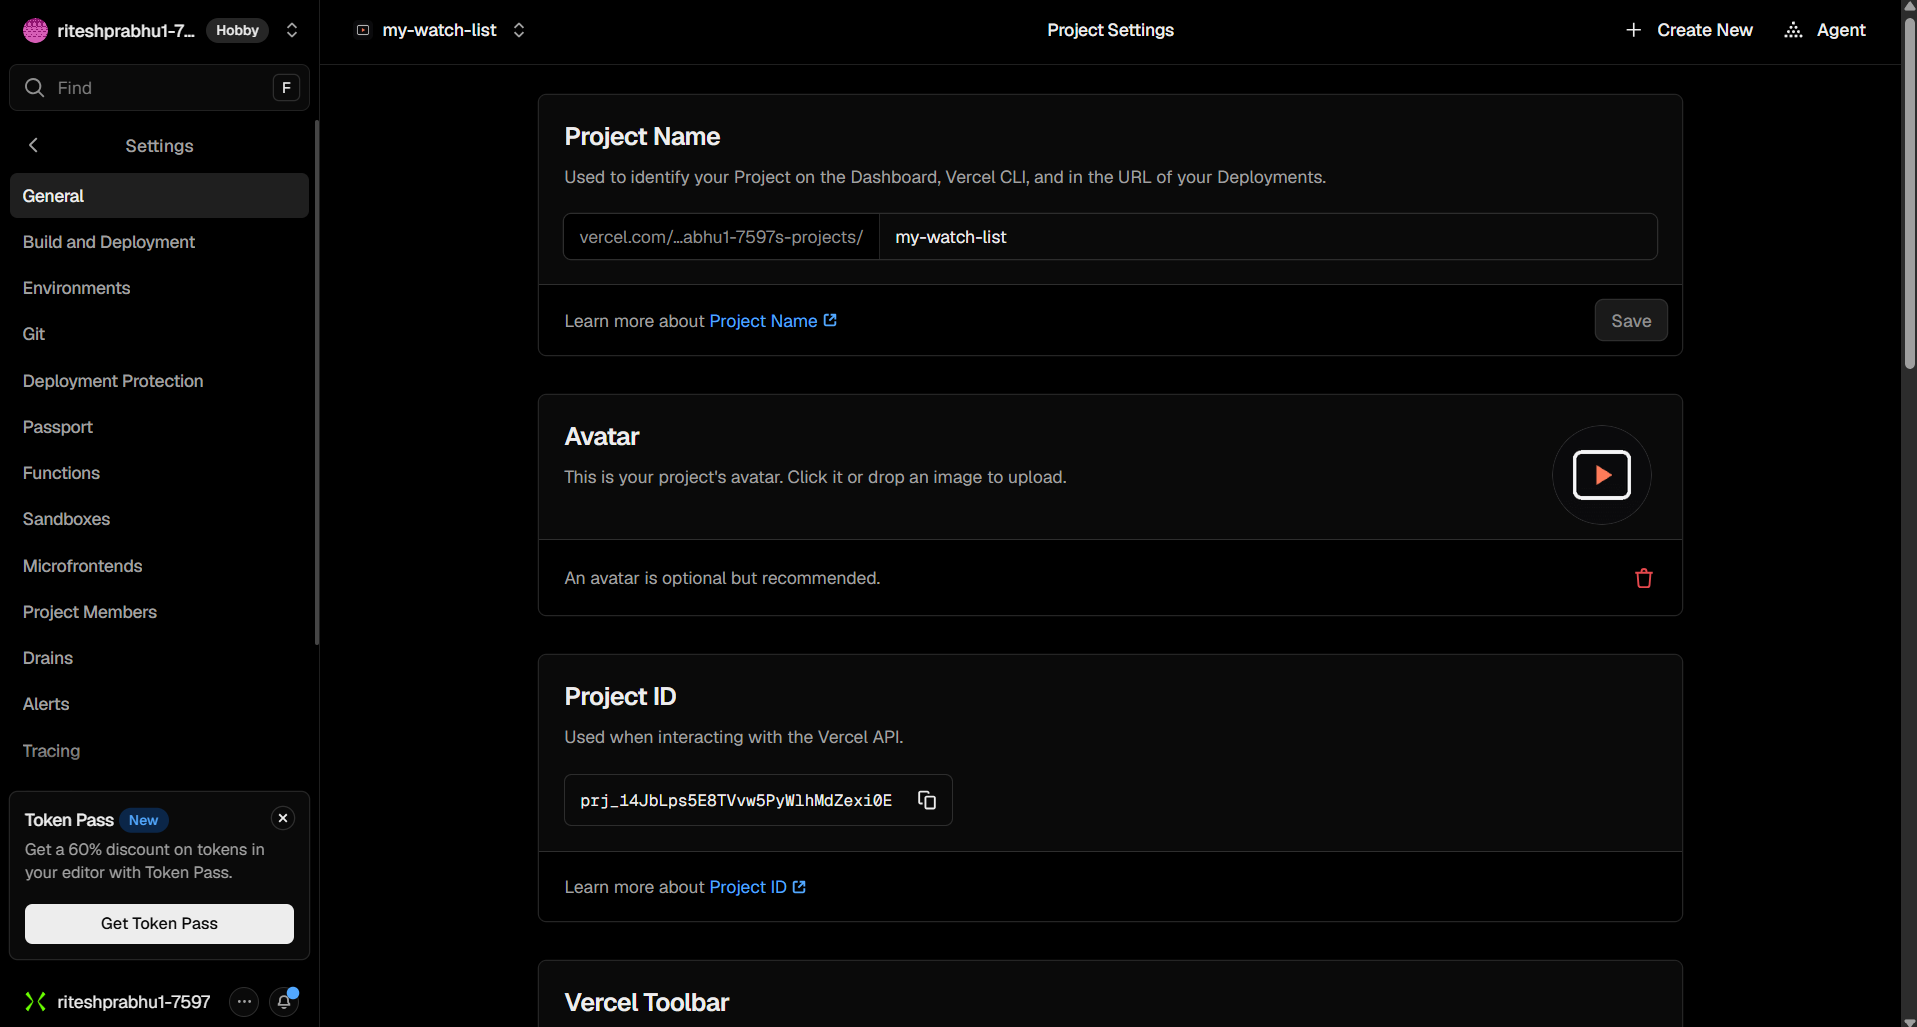 riteshprabhu1-7...
Hobby
my-watch-list
Project Settings
Create New
Agent
Find
F
Settings
General
Build and Deployment
Environments
Git
Deployment Protection
Passport
Functions
Sandboxes
Microfrontends
Project Members
Drains
Alerts
Tracing
Token Pass New
Get a 60% discount on tokens in
your editor with Token Pass.
Get Token Pass
riteshprabhu1-7597
Project Name
Used to identify your Project on the Dashboard, Vercel CLI, and in the URL of your Deployments.
vercel.com/...abhu1-7597s-projects/
my-watch-list
Learn more about Project Name
Save
Avatar
This is your project's avatar. Click it or drop an image to upload.
An avatar is optional but recommended.
Project ID
Used when interacting with the Vercel API.
prj_14JbLps5E8TVvw5PyWlhMdZexi0E
Learn more about Project ID
Vercel Toolbar